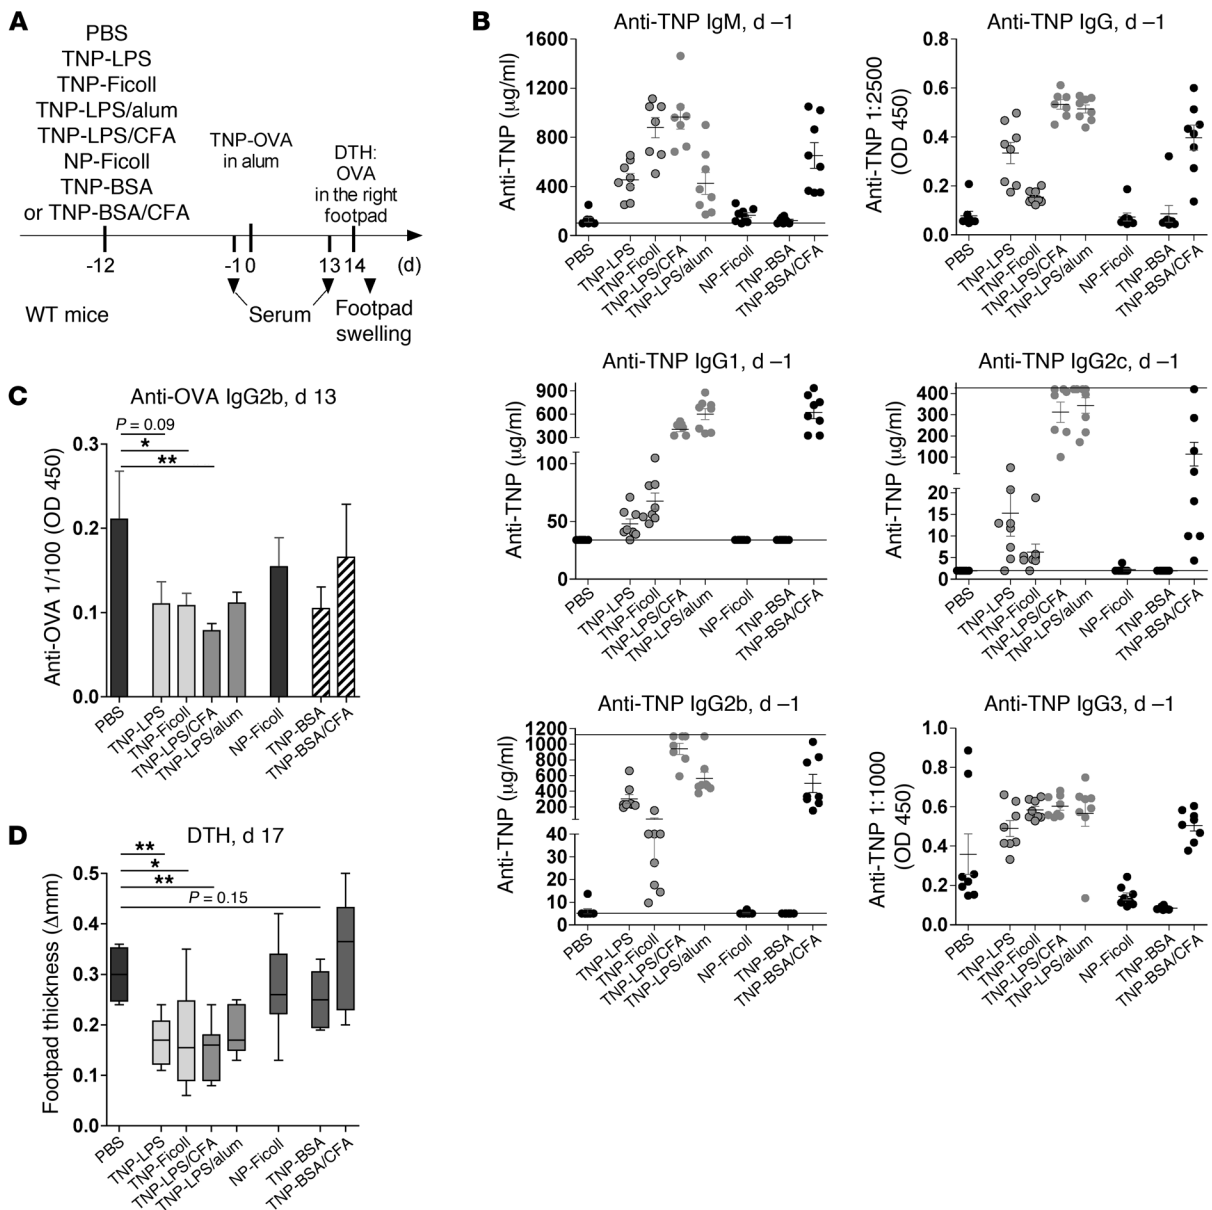 A
PBS
TNP-LPS
TNP-Ficoll
TNP-LPS/alum
TNP-LPS/CFA
NP-Ficoll
TNP-BSA
or TNP-BSA/CFA
TNP-OVA
in alum
DTH:
OVA
in the right
footpad
-12
-10
13 14
(d)
WT mice
Serum
Footpad
swelling
B
Anti-TNP IgM, d –1
Anti-TNP (μg/ml)
1600
1200
800
400
0
PBS
TNP-LPS
TNP-Ficoll
TNP-LPS/CFA
TNP-LPS/alum
NP-Ficoll
TNP-BSA
TNP-BSA/CFA
Anti-TNP IgG, d –1
Anti-TNP 1:2500
(OD 450)
0.8
0.6
0.4
0.2
0.0
PBS
TNP-LPS
TNP-Ficoll
TNP-LPS/CFA
TNP-LPS/alum
NP-Ficoll
TNP-BSA
TNP-BSA/CFA
Anti-TNP IgG1, d –1
Anti-TNP (μg/ml)
900
600
300
100
50
0
PBS
TNP-LPS
TNP-Ficoll
TNP-LPS/CFA
TNP-LPS/alum
NP-Ficoll
TNP-BSA
TNP-BSA/CFA
Anti-TNP IgG2c, d –1
Anti-TNP (μg/ml)
400
300
200
100
20
15
10
5
0
PBS
TNP-LPS
TNP-Ficoll
TNP-LPS/CFA
TNP-LPS/alum
NP-Ficoll
TNP-BSA
TNP-BSA/CFA
Anti-TNP IgG2b, d –1
Anti-TNP (μg/ml)
1200
1000
800
600
400
200
40
30
20
10
0
PBS
TNP-LPS
TNP-Ficoll
TNP-LPS/CFA
TNP-LPS/alum
NP-Ficoll
TNP-BSA
TNP-BSA/CFA
Anti-TNP IgG3, d –1
Anti-TNP 1:1000
(OD 450)
1.0
0.8
0.6
0.4
0.2
0.0
PBS
TNP-LPS
TNP-Ficoll
TNP-LPS/CFA
TNP-LPS/alum
NP-Ficoll
TNP-BSA
TNP-BSA/CFA
C
Anti-OVA IgG2b, d 13
Anti-OVA 1/100 (OD 450)
P = 0.09
*
**
0.3
0.2
0.1
0.0
PBS
TNP-LPS
TNP-Ficoll
TNP-LPS/CFA
TNP-LPS/alum
NP-Ficoll
TNP-BSA
TNP-BSA/CFA
D
DTH, d 17
Footpad thickness (Δmm)
**
*
**
P = 0.15
0.5
0.4
0.3
0.2
0.1
0.0
PBS
TNP-LPS
TNP-Ficoll
TNP-LPS/CFA
TNP-LPS/alum
NP-Ficoll
TNP-BSA
TNP-BSA/CFA